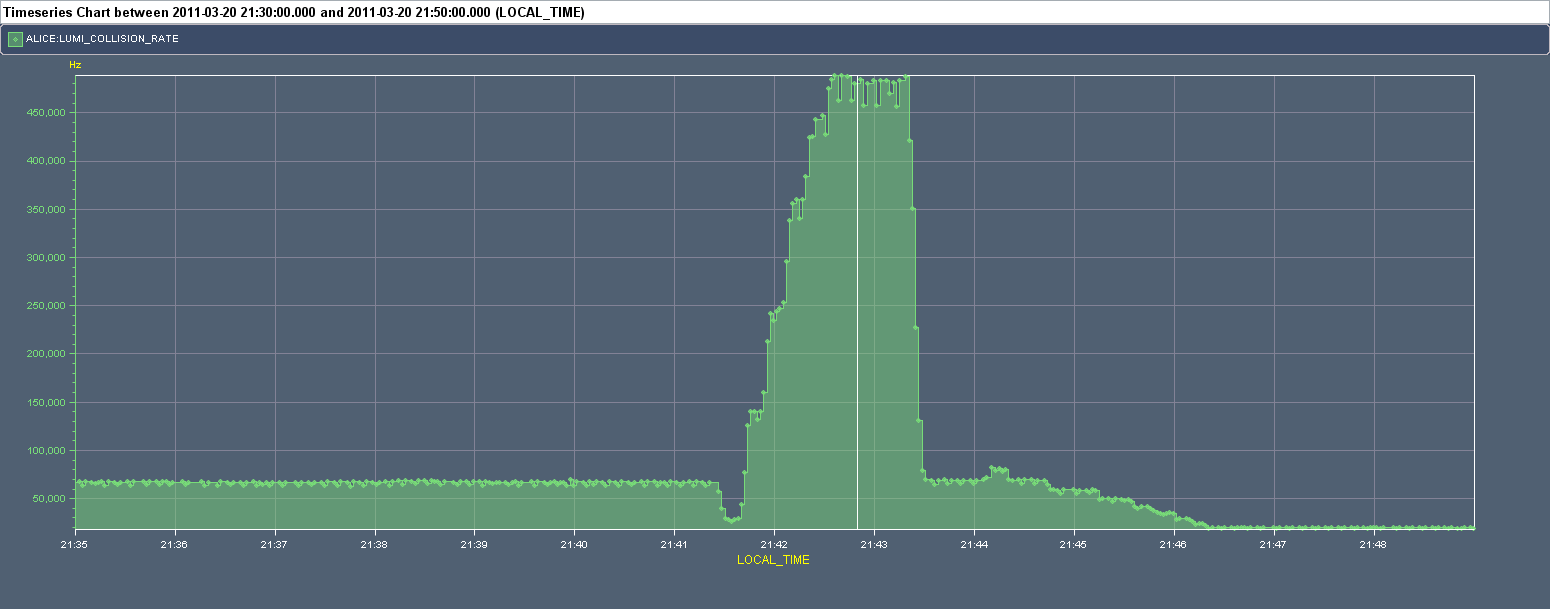 Timeseries Chart between 2011-03-20 21:30:00.000 and 2011-03-20 21:50:00.000 (LOCAL_TIME)
ALICE:LUMI_COLLISION_RATE
Hz
450,000
400,000
350,000
300,000
250,000
200,000
150,000
100,000
50,000
21:35 21:36 21:37 21:38 21:39 21:40 21:41 21:42 21:43 21:44 21:45 21:46 21:47 21:48
LOCAL_TIME